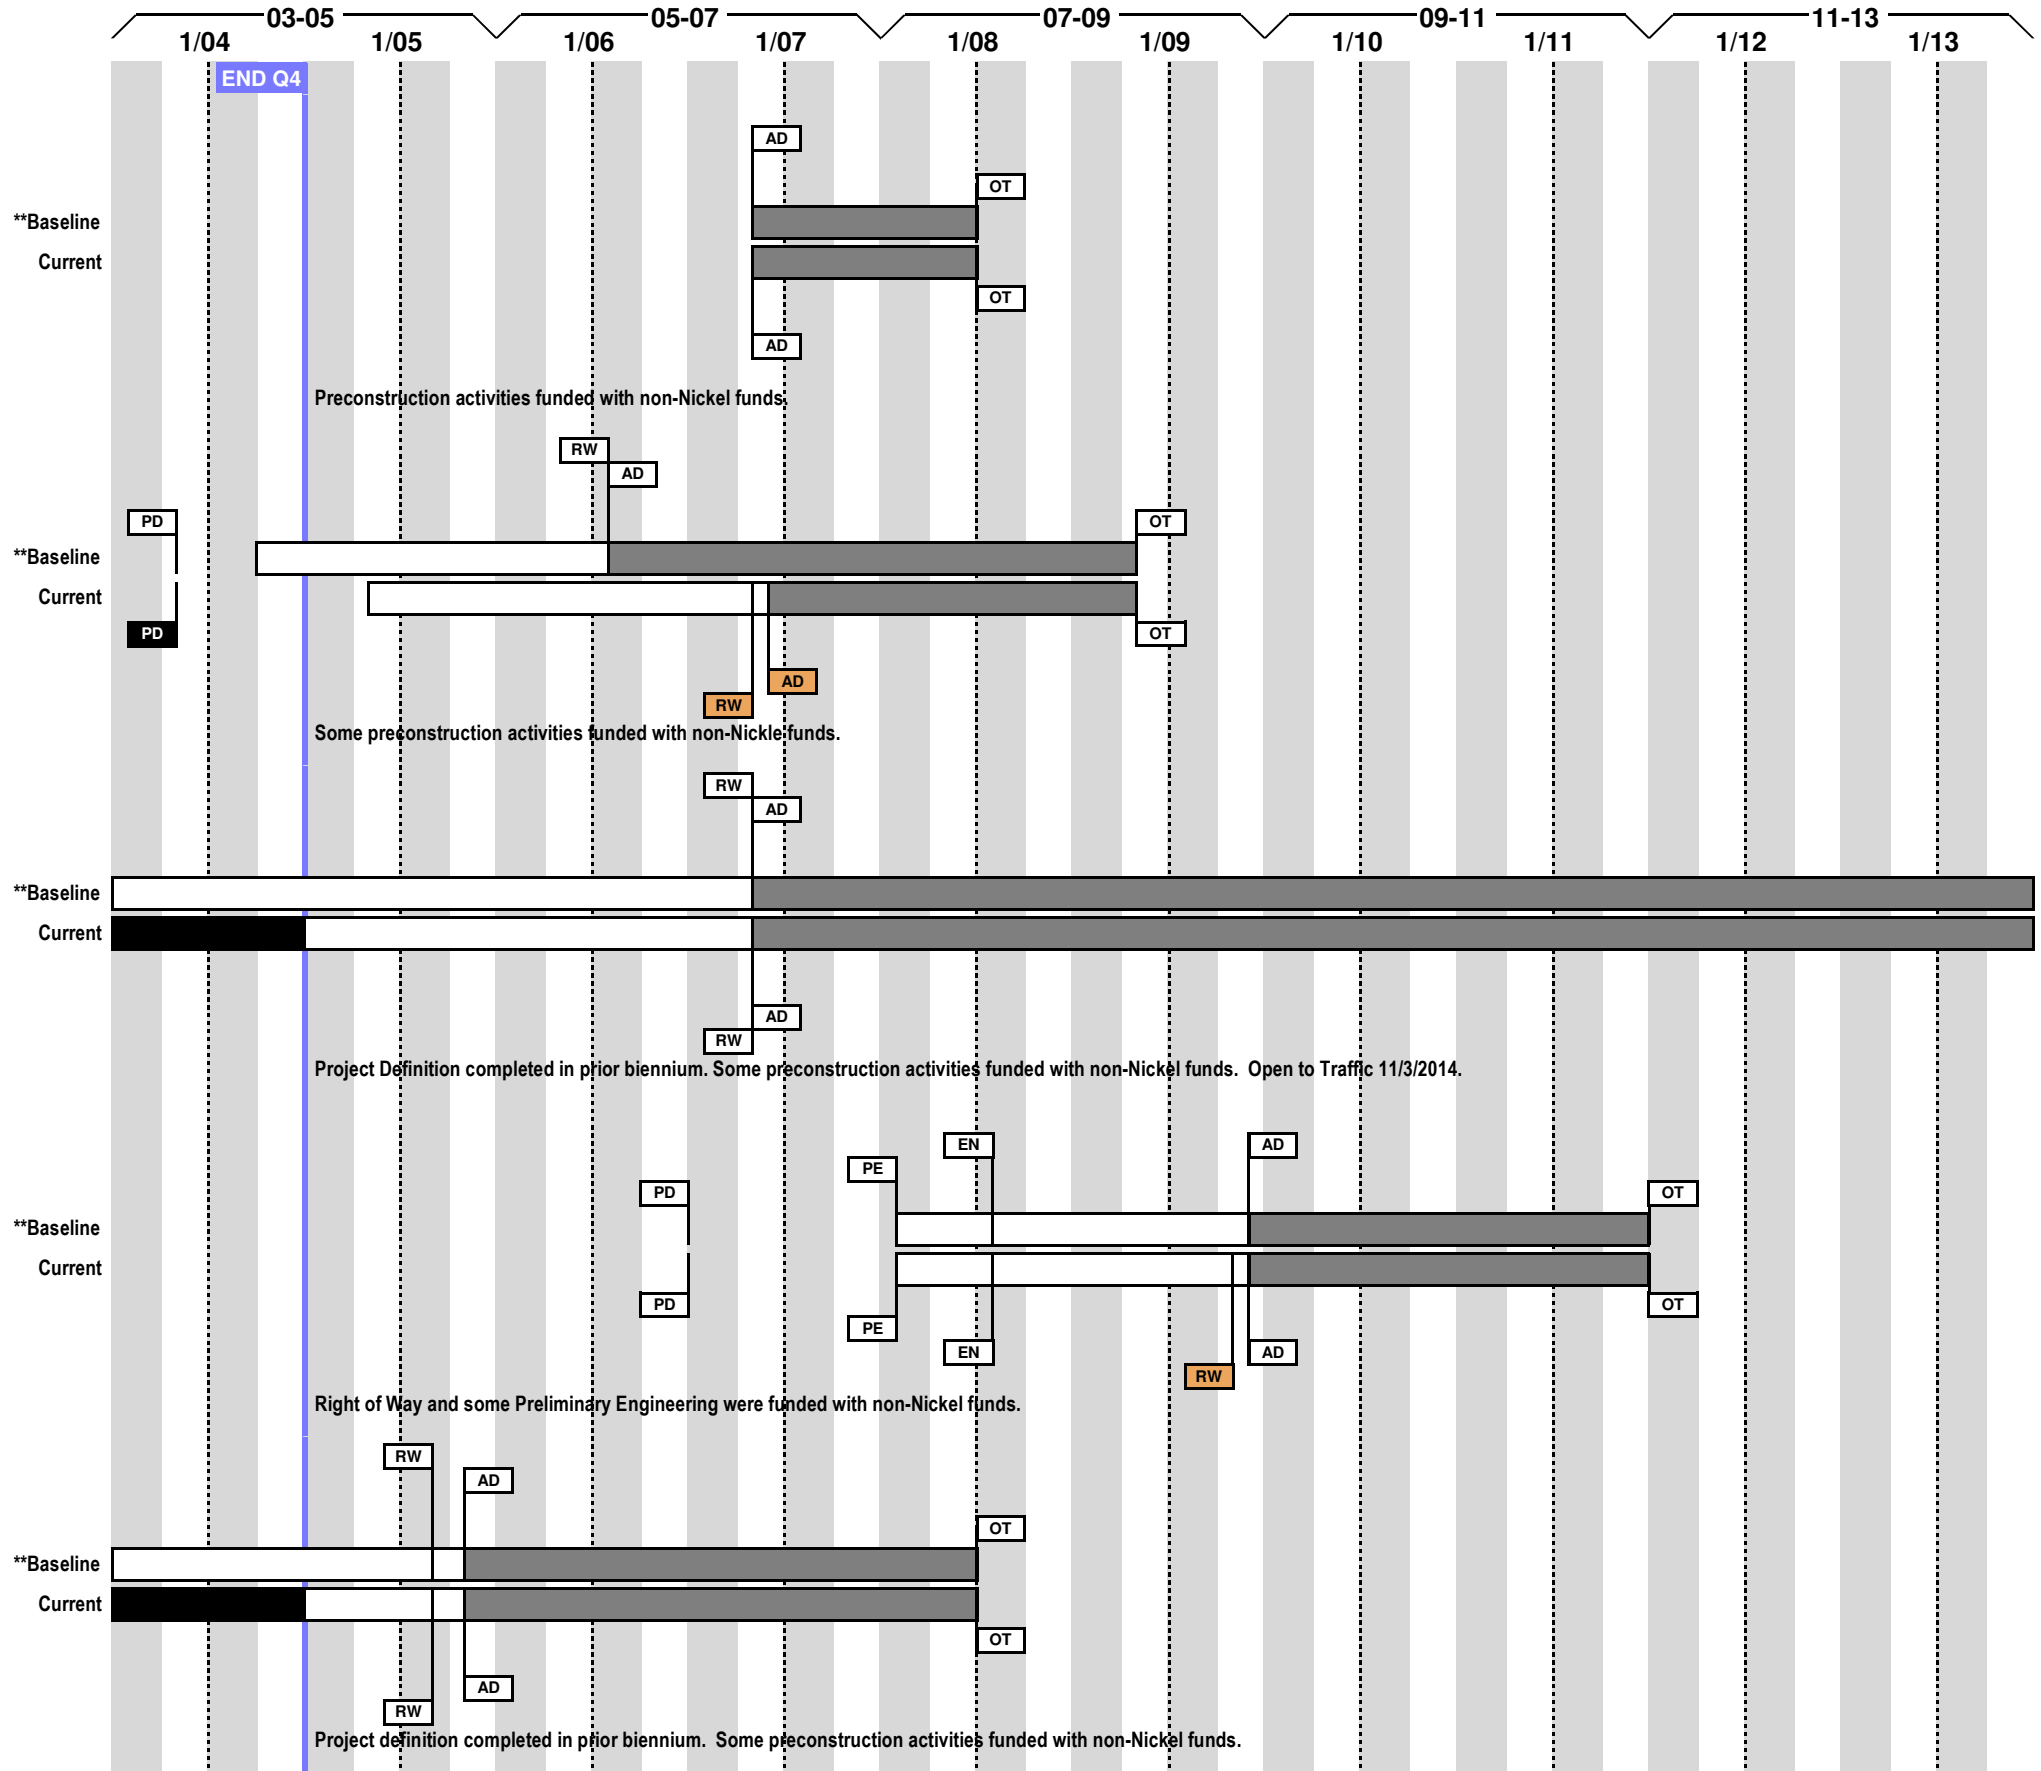 03-05 05-07 07-09 09-11 11-13
1/04 1/05 1/06 1/07 1/08 1/09 1/10 1/11 1/12 1/13
END Q4
AD
OT
**Baseline
Current
OT
AD
Preconstruction activities funded with non-Nickel funds.
RW
AD
PD OT
**Baseline
Current
PD OT
AD
RW
Some preconstruction activities funded with non-Nickle funds.
RW
AD
**Baseline
Current
AD
RW
Project Definition completed in prior biennium. Some preconstruction activities funded with non-Nickel funds. Open to Traffic 11/3/2014.
EN AD
PE
PD OT
**Baseline
Current
PD OT
PE
EN AD
RW
Right of Way and some Preliminary Engineering were funded with non-Nickel funds.
RW
AD
OT
**Baseline
Current
OT
AD
RW
Project definition completed in prior biennium. Some preconstruction activities funded with non-Nickel funds.